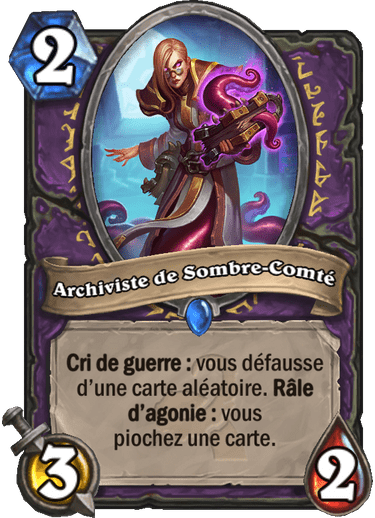 2
Archiviste de Sombre-Comté
Cri de guerre : vous défausse
d’une carte aléatoire. Râle
d’agonie : vous
piochez une carte.
3
2